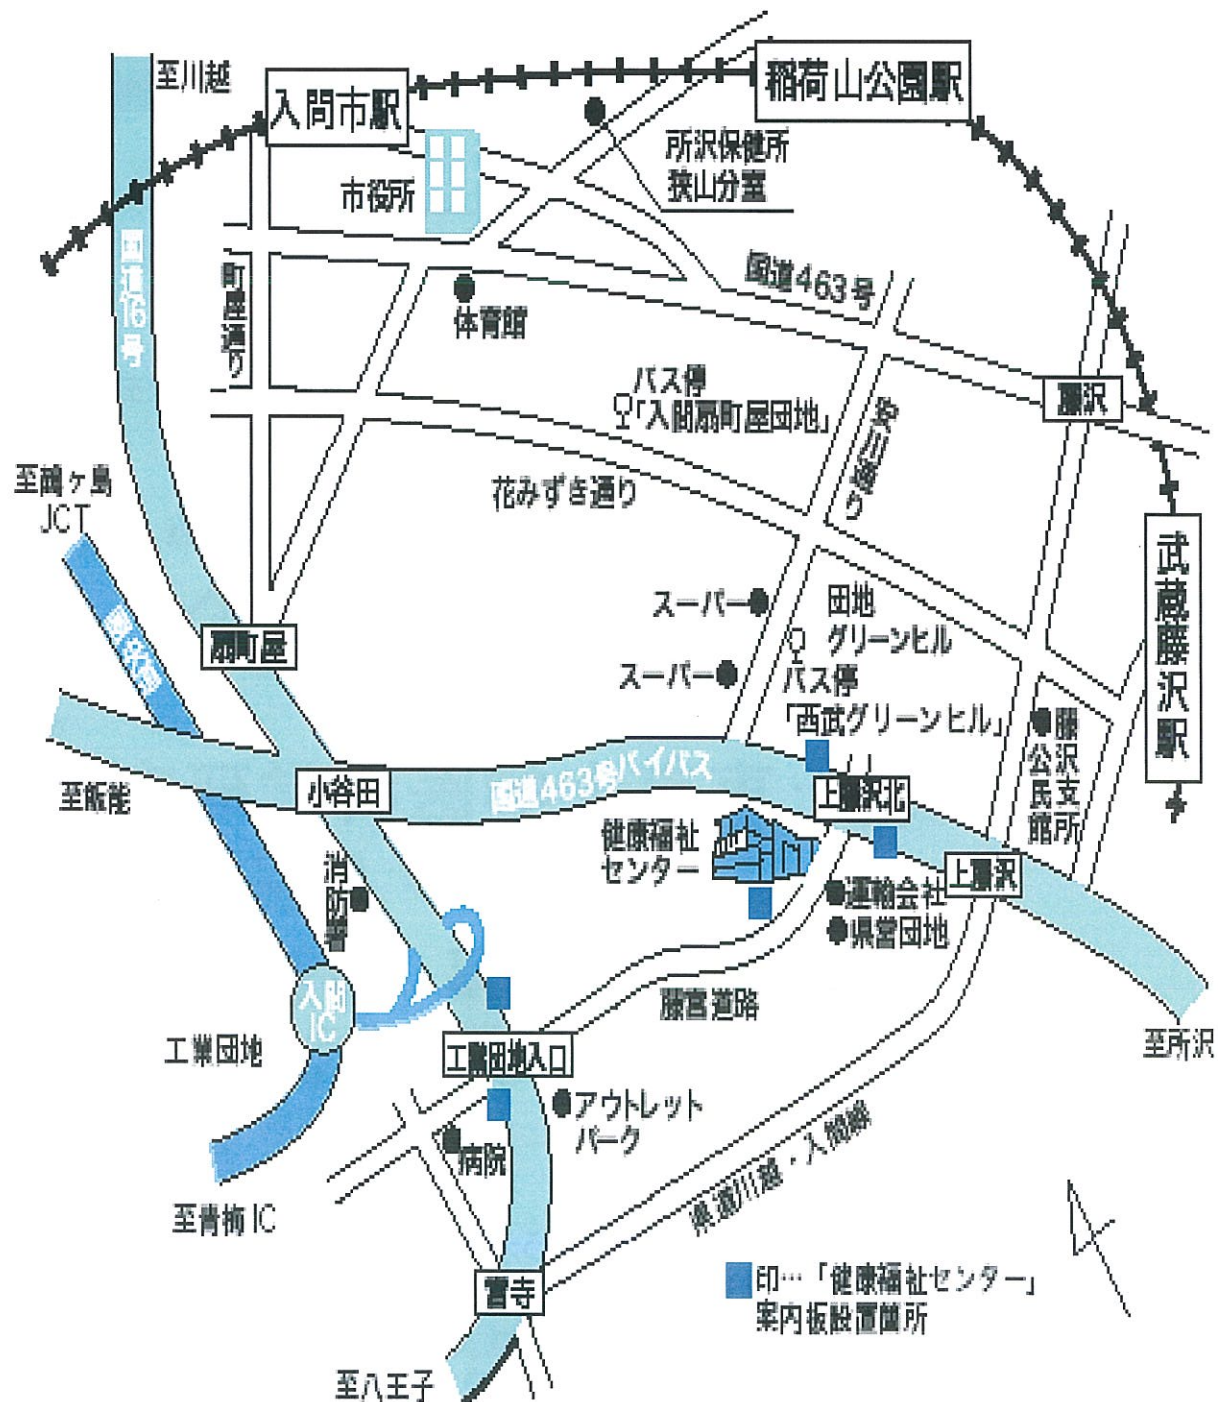 至川越
入間市駅
稲荷山公園駅
所沢保健所
狭山分室
市役所
国道16号
町屋通り
国道463号
体育館
バス停
「入間扇町屋団地」
藤沢
花みずき通り
至鶴ヶ島
JCT
武蔵藤沢駅
スーパー
団地
グリーンヒル
扇町屋
スーパー
バス停
「西武グリーンヒル」
藤沢支所
公民館
至飯能
小谷田
国道463号バイパス
上藤沢北
健康福祉
センター
消防署
上藤沢
運輸会社
県営団地
入間
IC
藤宮道路
工業団地
工業団地入口
至所沢
アウトレット
パーク
病院
県道川越・入間線
至青梅IC
宮寺
印…「健康福祉センター」
案内板設置箇所
至八王子